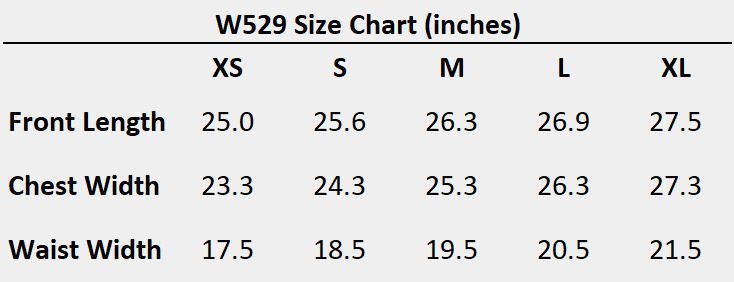 W529 Size Chart (inches)
XS S M L XL
Front Length 25.0 25.6 26.3 26.9 27.5
Chest Width 23.3 24.3 25.3 26.3 27.3
Waist Width 17.5 18.5 19.5 20.5 21.5